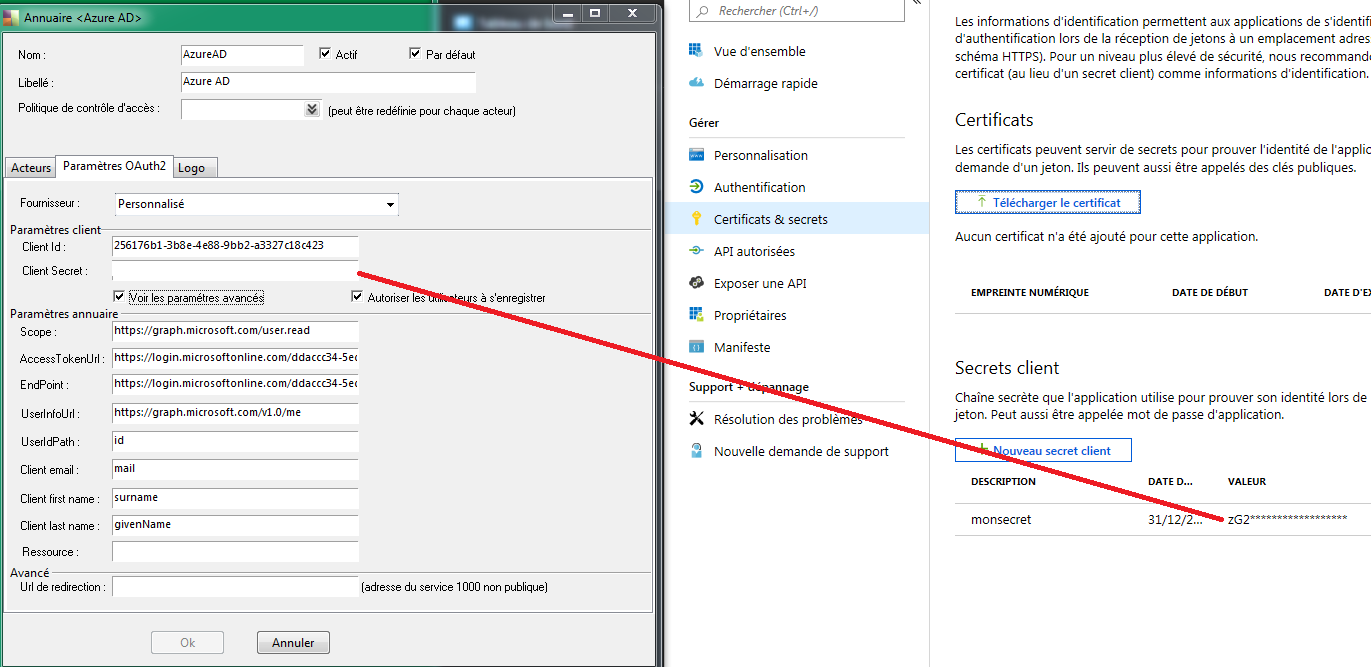 Annuaire <Azure AD>
Nom :
AzureAD
Actif
Par défaut
Libellé :
Azure AD
Politique de contrôle d'accès :
(peut être redéfinie pour chaque acteur)
Acteurs
Paramètres OAuth2
Logo
Fournisseur :
Personnalisé
Paramètres client
Client Id :
256176b1-3b8e-4e88-9bb2-a3327c18c423
Client Secret :
Voir les paramètres avancés
Autoriser les utilisateurs à s'enregistrer
Paramètres annuaire
Scope :
https://graph.microsoft.com/user.read
AccessTokenUrl :
https://login.microsoftonline.com/ddaccc34-5ec
EndPoint :
https://login.microsoftonline.com/ddaccc34-5ec
UserInfoUrl :
https://graph.microsoft.com/v1.0/me
UserIdPath :
id
Client email :
mail
Client first name :
surname
Client last name :
givenName
Ressource :
Avancé
Url de redirection :
(adresse du service 1000 non publique)
Ok
Annuler
Rechercher (Ctrl+/)
Vue d'ensemble
Démarrage rapide
Gérer
Personnalisation
Authentification
Certificats & secrets
API autorisées
Exposer une API
Propriétaires
Manifeste
Support + dépannage
Résolution des problèmes
Nouvelle demande de support
Les informations d'identification permettent aux applications de s'identifi
d'authentification lors de la réception de jetons à un emplacement adres
schéma HTTPS). Pour un niveau plus élevé de sécurité, nous recommando
certificat (au lieu d'un secret client) comme informations d'identification.
Certificats
Les certificats peuvent servir de secrets pour prouver l'identité de l'applic
demande d'un jeton. Ils peuvent aussi être appelés des clés publiques.
Télécharger le certificat
Aucun certificat n'a été ajouté pour cette application.
EMPREINTE NUMÉRIQUE
DATE DE DÉBUT
DATE D'EX
Secrets client
Chaîne secrète que l'application utilise pour prouver son identité lors de
jeton. Peut aussi être appelée mot de passe d'application.
Nouveau secret client
DESCRIPTION
DATE D...
VALEUR
monsecret
31/12/2...
zG2******************